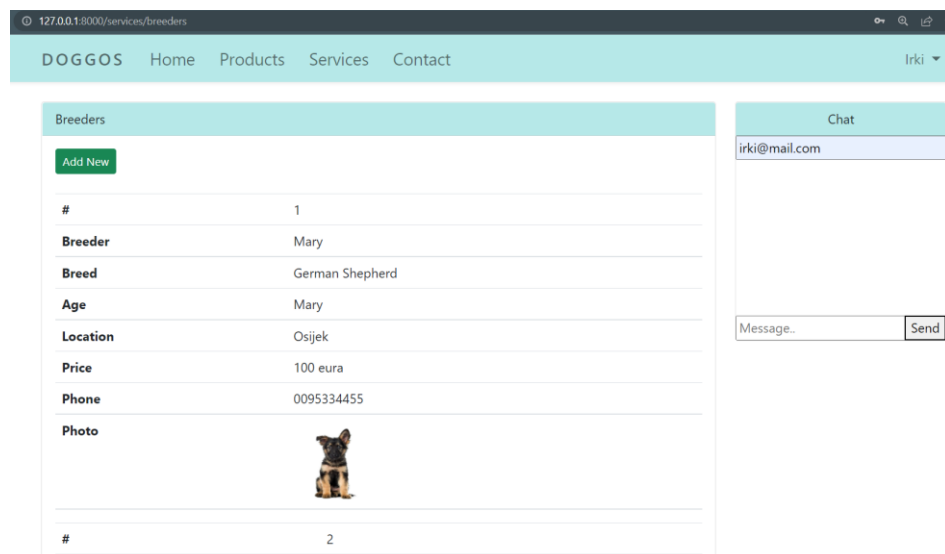 127.0.0.1:8000/services/breeders
DOGGOS Home Products Services Contact Irki
Breeders
Add New
# 1
Breeder Mary
Breed German Shepherd
Age Mary
Location Osijek
Price 100 eura
Phone 0095334455
Photo
# 2
Chat
irki@mail.com
Message.. Send